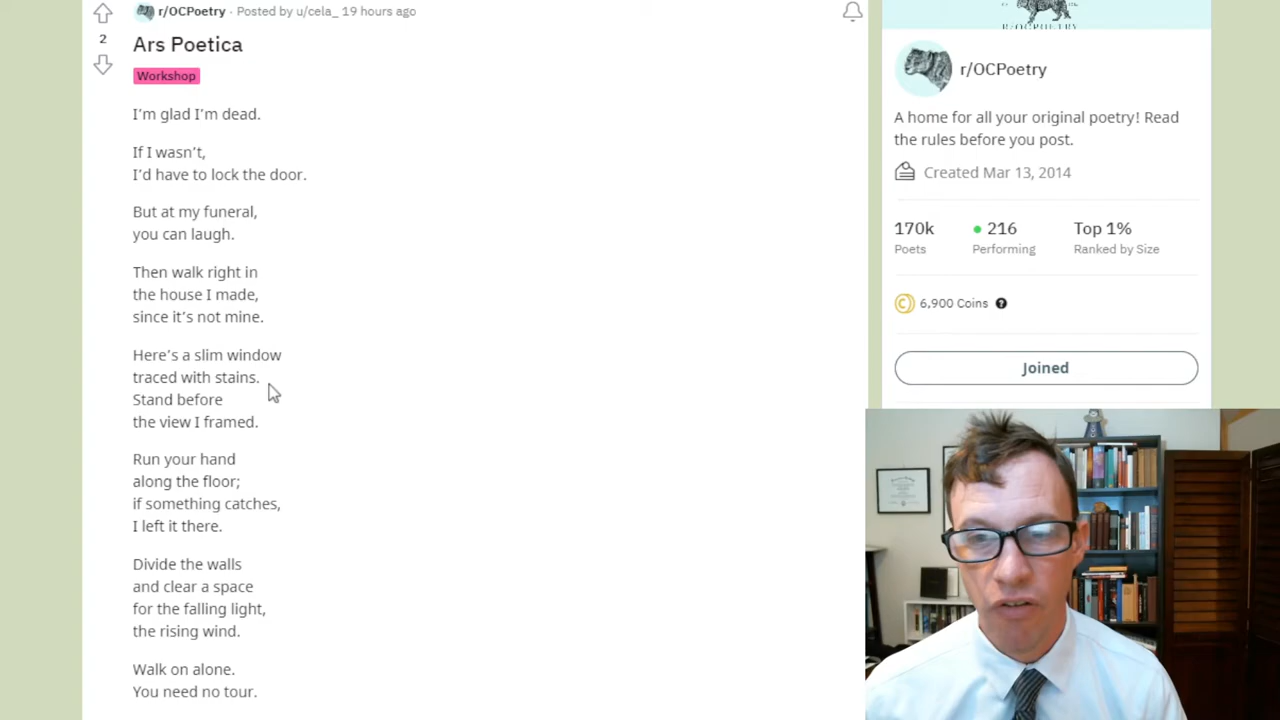 r/OCPoetry · Posted by u/cela_ 19 hours ago
2
Ars Poetica
Workshop
I'm glad I'm dead.
If I wasn't,
I'd have to lock the door.
But at my funeral,
you can laugh.
Then walk right in
the house I made,
since it's not mine.
Here's a slim window
traced with stains.
Stand before
the view I framed.
Run your hand
along the floor;
if something catches,
I left it there.
Divide the walls
and clear a space
for the falling light,
the rising wind.
Walk on alone.
You need no tour.
R/OCPOETRY
r/OCPoetry
A home for all your original poetry! Read
the rules before you post.
Created Mar 13, 2014
170k
Poets
216
Performing
Top 1%
Ranked by Size
6,900 Coins
Joined